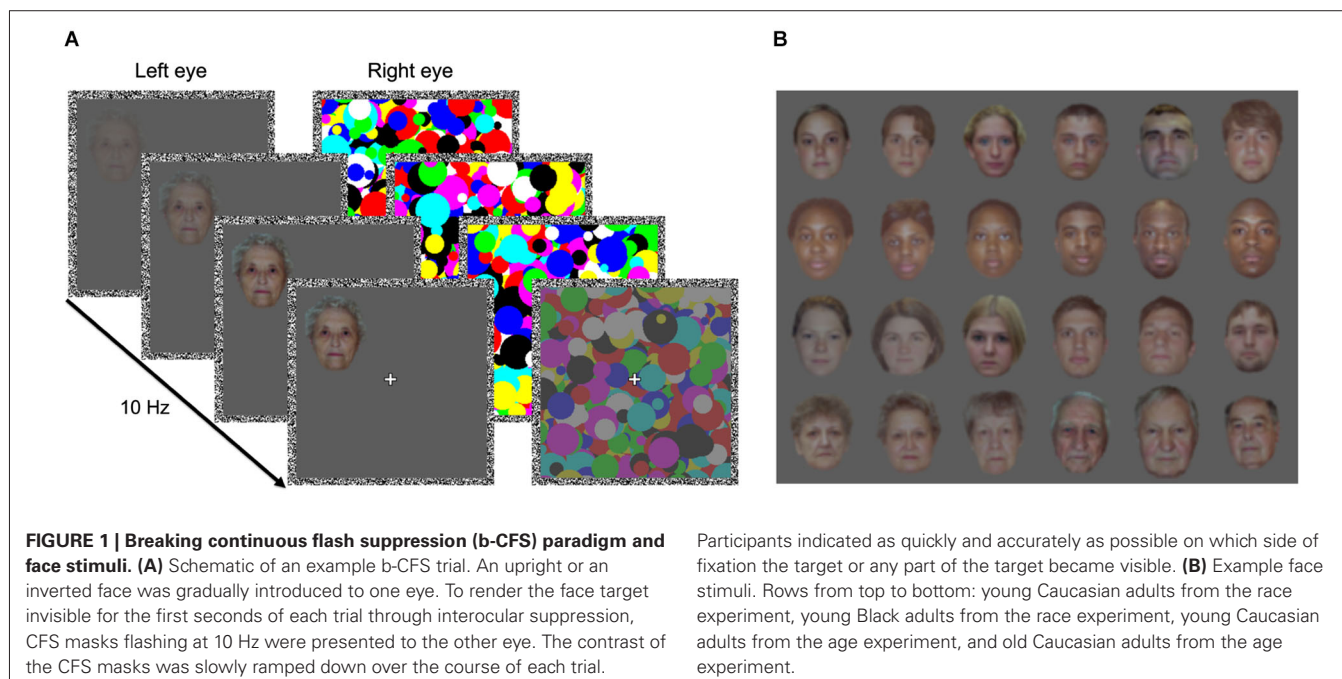 A
B
Left eye
Right eye
10 Hz
FIGURE 1 | Breaking continuous flash suppression (b-CFS) paradigm and
face stimuli. (A) Schematic of an example b-CFS trial. An upright or an
inverted face was gradually introduced to one eye. To render the face target
invisible for the first seconds of each trial through interocular suppression,
CFS masks flashing at 10 Hz were presented to the other eye. The contrast of
the CFS masks was slowly ramped down over the course of each trial.
Participants indicated as quickly and accurately as possible on which side of
fixation the target or any part of the target became visible. (B) Example face
stimuli. Rows from top to bottom: young Caucasian adults from the race
experiment, young Black adults from the race experiment, young Caucasian
adults from the age experiment, and old Caucasian adults from the age
experiment.